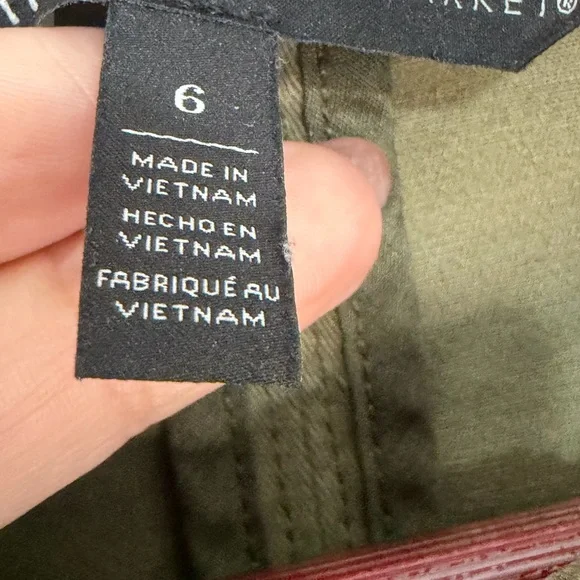 6
MADE IN
VIETNAM
HECHO EN
VIETNAM
FABRIQUÉ AU
VIETNAM